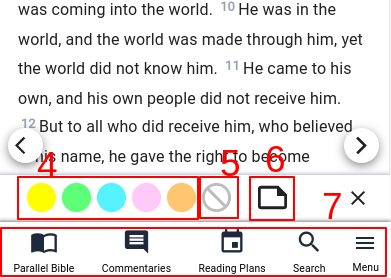 was coming into the world. 10 He was in the
world, and the world was made through him, yet
the world did not know him. 11 He came to his
own, and his own people did not receive him.
12 But to all who did receive him, who believed
his name, he gave the right to become
4 5 6 7
Parallel Bible Commentaries Reading Plans Search Menu